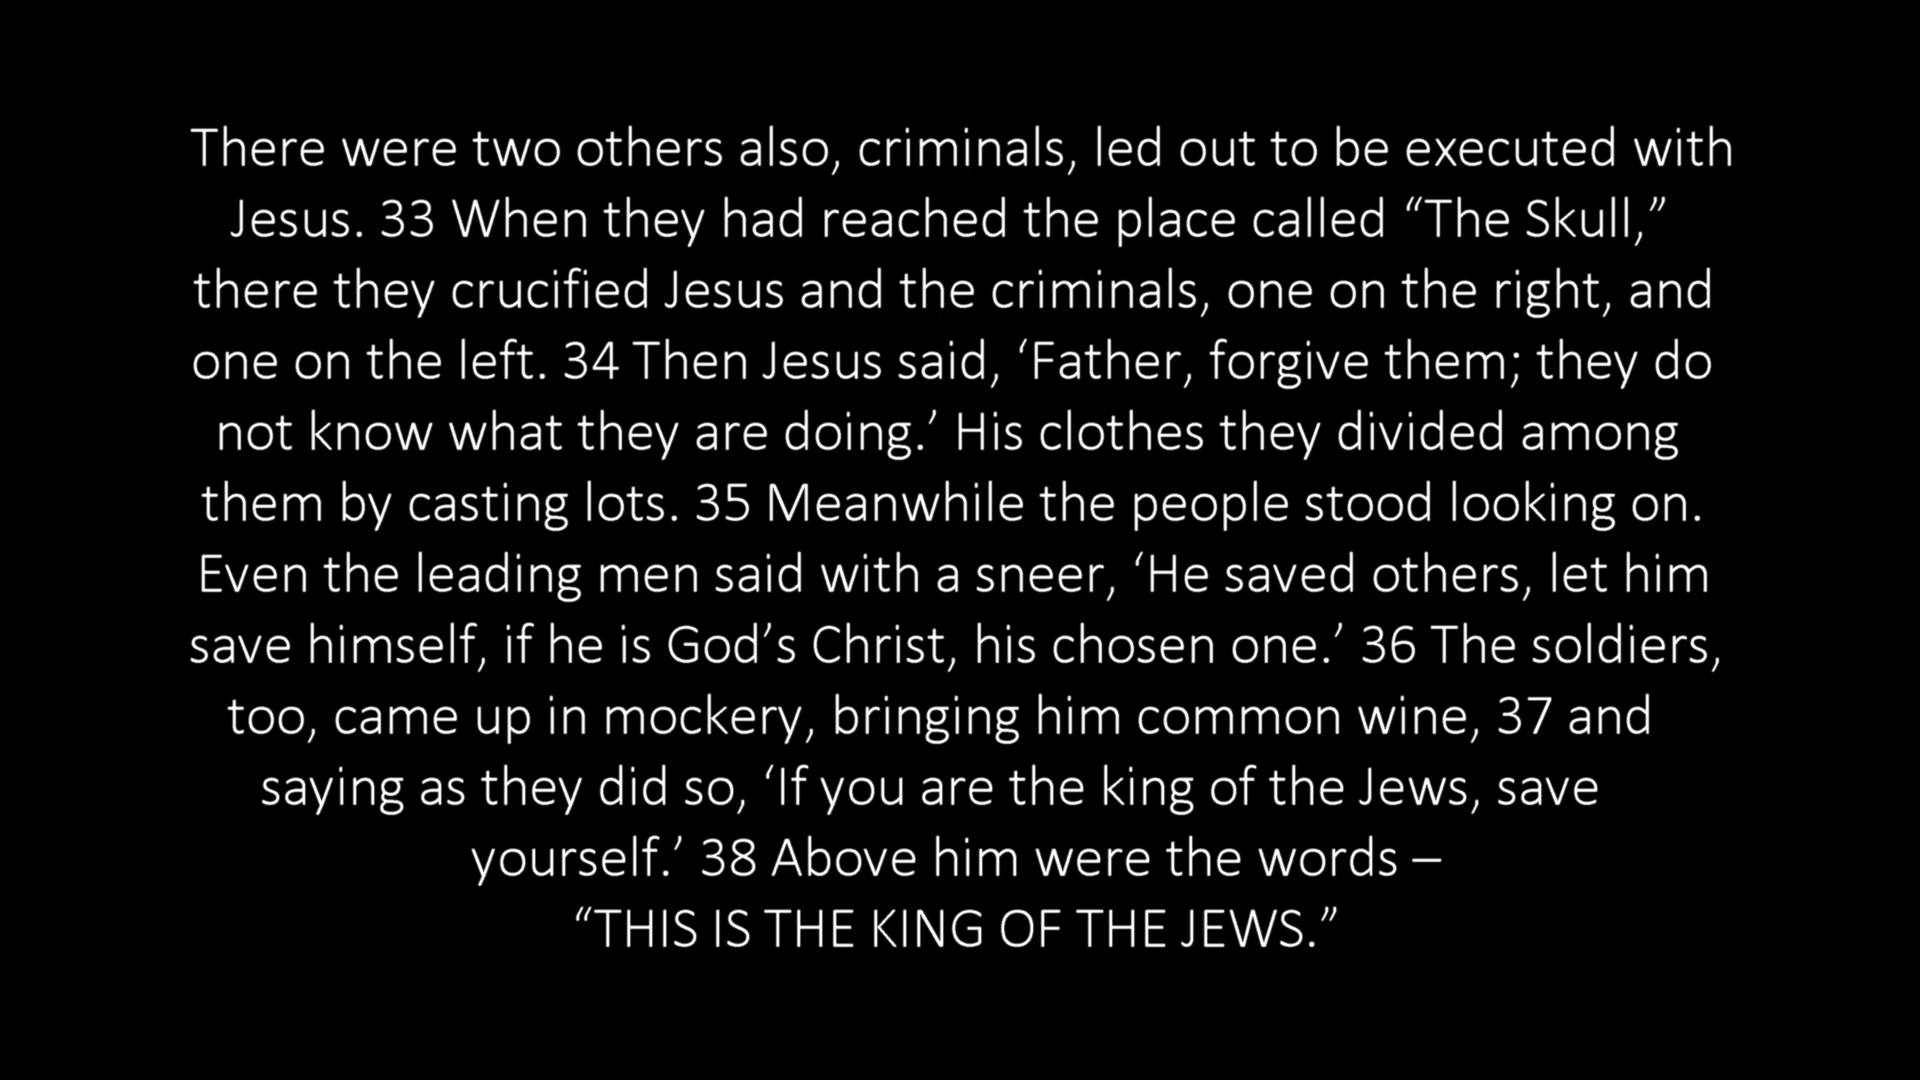 There were two others also, criminals, led out to be executed with
Jesus. 33 When they had reached the place called “The Skull,”
there they crucified Jesus and the criminals, one on the right, and
one on the left. 34 Then Jesus said, ‘Father, forgive them; they do
not know what they are doing.’ His clothes they divided among
them by casting lots. 35 Meanwhile the people stood looking on.
Even the leading men said with a sneer, ‘He saved others, let him
save himself, if he is God’s Christ, his chosen one.’ 36 The soldiers,
too, came up in mockery, bringing him common wine, 37 and
saying as they did so, ‘If you are the king of the Jews, save
yourself.’ 38 Above him were the words –
“THIS IS THE KING OF THE JEWS.”